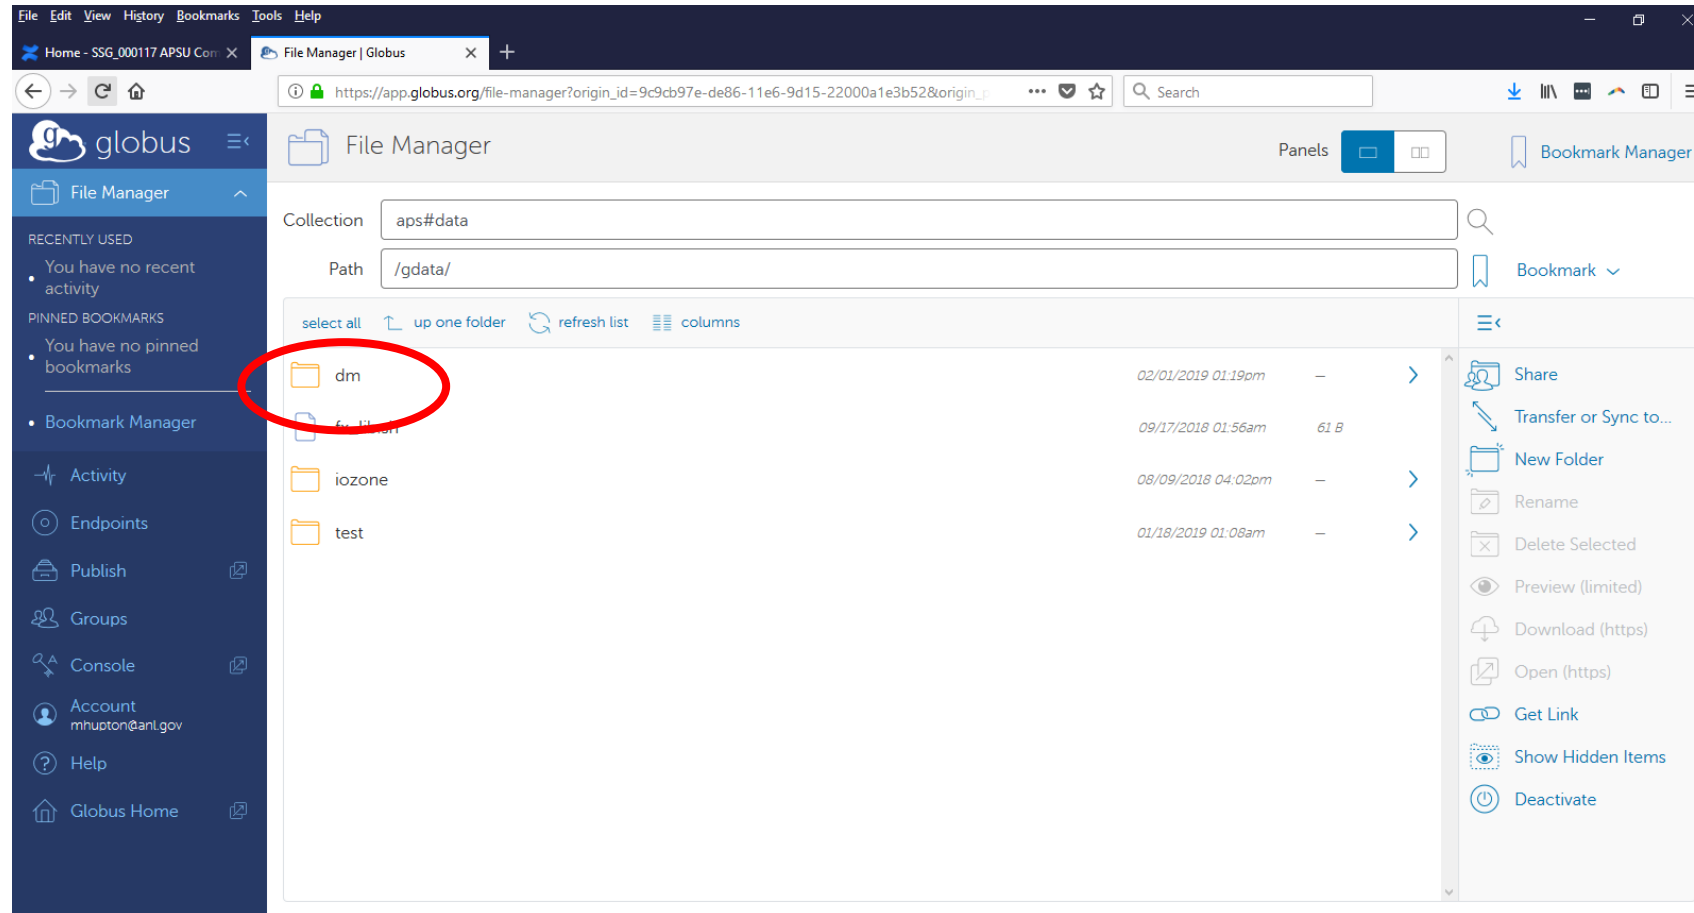 File Edit View History Bookmarks Tools Help
Home - SSG_000117 APSU Com
File Manager | Globus
https://app.globus.org/file-manager?origin_id=9c9cb97e-de86-11e6-9d15-22000a1e3b52&origin_p
Search
globus
File Manager
Panels
Bookmark Manager
File Manager
RECENTLY USED
You have no recent
activity
PINNED BOOKMARKS
You have no pinned
bookmarks
Bookmark Manager
Activity
Endpoints
Publish
Groups
Console
Account
mhupton@anl.gov
Help
Globus Home
Collection aps#data
Path /gdata/
Bookmark
select all up one folder refresh list columns
dm 02/01/2019 01:19pm –
09/17/2018 01:56am 61 B
iozone 08/09/2018 04:02pm –
test 01/18/2019 01:08am –
Share
Transfer or Sync to...
New Folder
Rename
Delete Selected
Preview (limited)
Download (https)
Open (https)
Get Link
Show Hidden Items
Deactivate